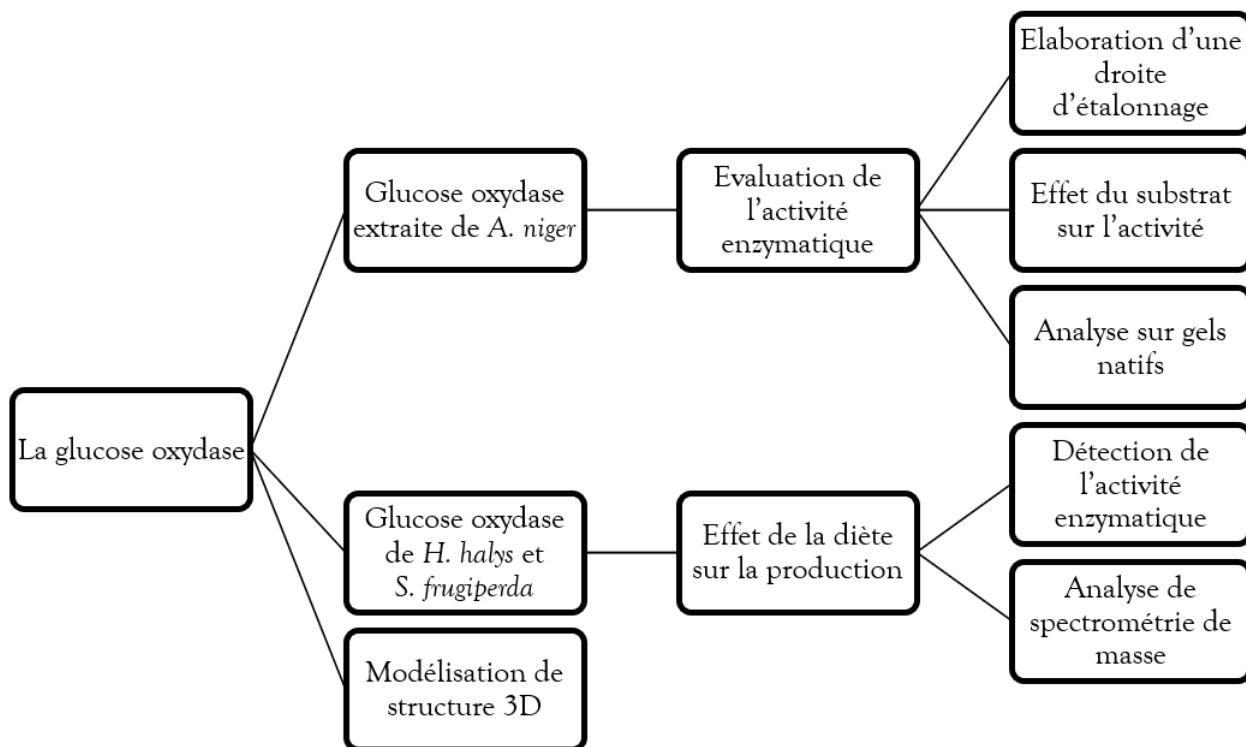 La glucose oxydase
Glucose oxydase
extraite de A. niger
Evaluation de
l'activité
enzymatique
Elaboration d'une
droite
d'étalonnage
Effet du substrat
sur l'activité
Analyse sur gels
natifs
Glucose oxydase
de H. halys et
S. frugiperda
Effet de la diète
sur la production
Détection de
l'activité
enzymatique
Analyse de
spectrométrie de
masse
Modélisation de
structure 3D